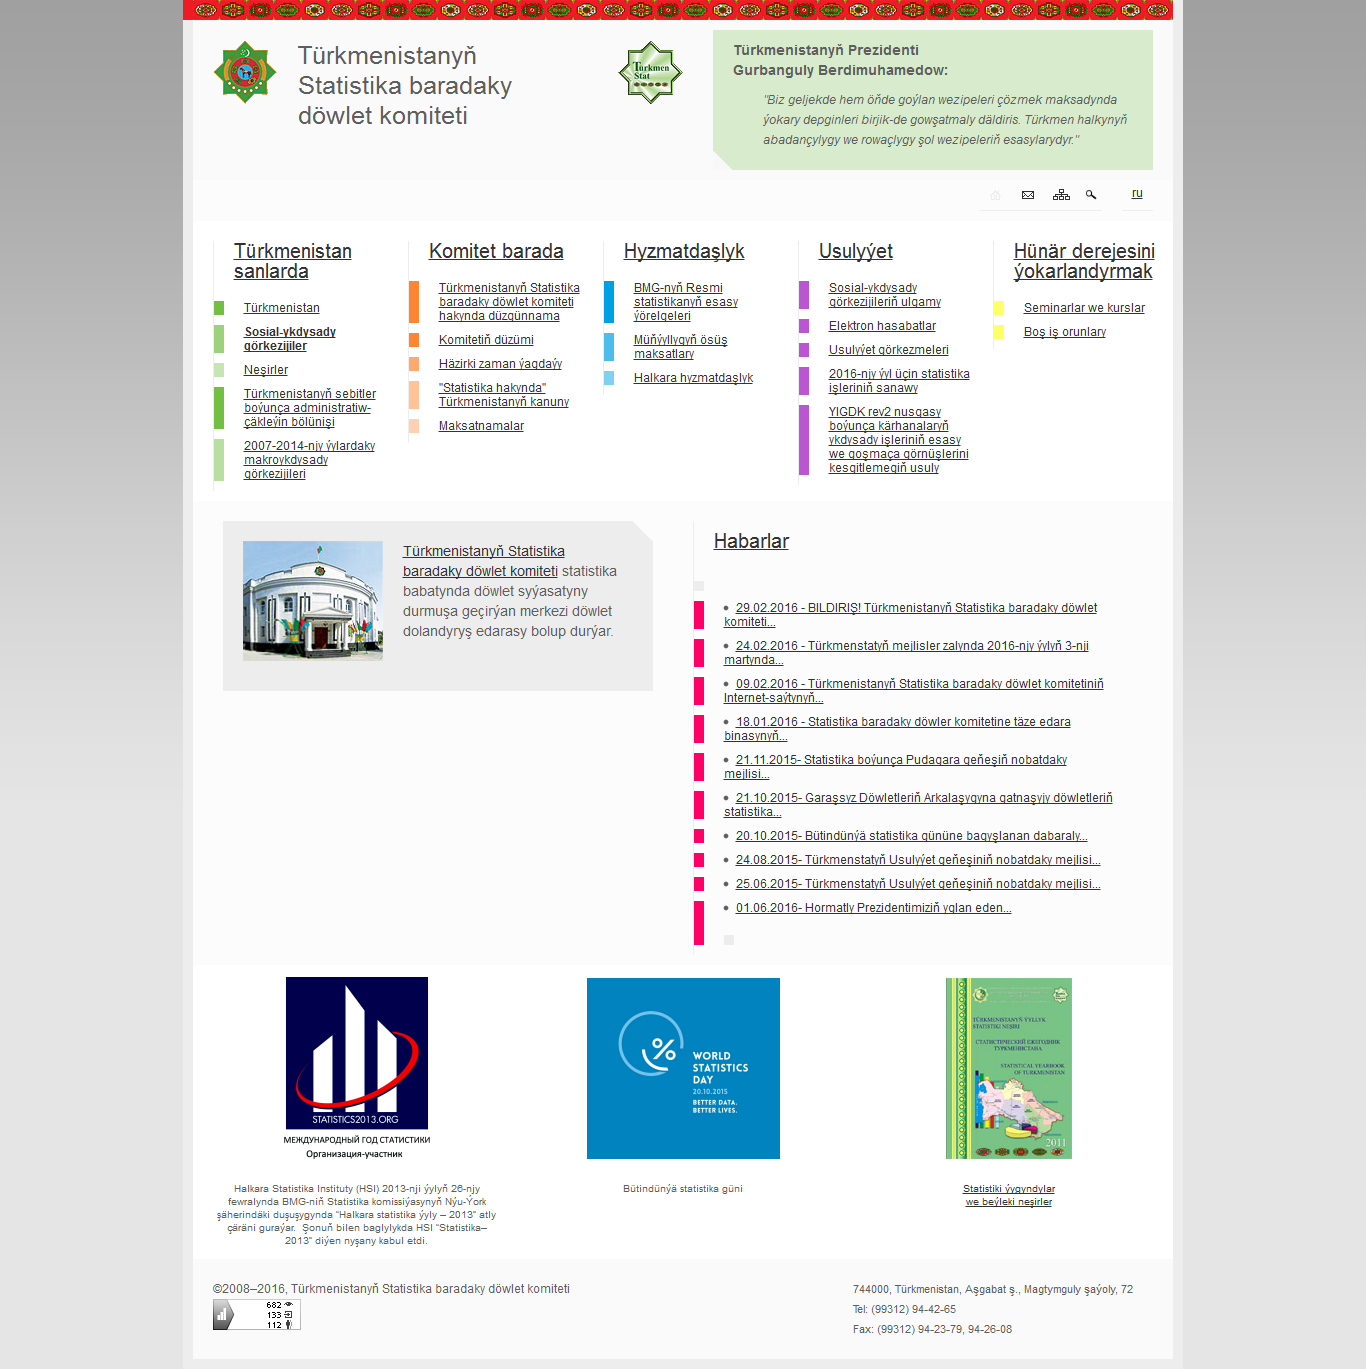 Türkmenistanyň
Statistika baradaky
döwlet komiteti
Türkmen
Stat
Türkmenistanyň Prezidenti
Gurbanguly Berdimuhamedow:
"Biz geljekde hem öňde goýlan wezipeleri çözmek maksadynda
ýokary depginleri birjik-de gowşatmaly däldiris. Türkmen halkynyň
abadançylygy we rowaçlygy şol wezipeleriň esasylarydyr."
ru
Türkmenistan
sanlarda
Türkmenistan
Sosial-ykdysady
görkezijiler
Neşirler
Türkmenistanyň sebitler
boýunça administratiw-
çäkleýin bölünişi
2007-2014-njy ýylardaky
makroykdysady
görkezijileri
Komitet barada
Türkmenistanyň Statistika
baradaky döwlet komiteti
hakynda düzgünnama
Komitetiň düzümi
Häzirki zaman ýagdaýy
"Statistika hakynda"
Türkmenistanyň kanuny
Maksatnamalar
Hyzmatdaşlyk
BMG-nyň Resmi
statistikanyň esasy
ýörelgeleri
Müňýyllygyň ösüş
maksatlary
Halkara hyzmatdaşlyk
Usulyýet
Sosial-ykdysady
görkezijileriň ulgamy
Elektron hasabatlar
Usulyýet görkezmeleri
2016-njy ýyl üçin statistika
işleriniň sanawy
YIGDK rev2 nusgasy
boýunça kärhanalaryň
ykdysady işleriniň esasy
we goşmaça görnüşlerini
kesgitlemegiň usuly
Hünär derejesini
ýokarlandyrmak
Seminarlar we kurslar
Boş iş orunlary
Türkmenistanyň Statistika
baradaky döwlet komiteti statistika
babatynda döwlet syýasatyny
durmuşa geçirýan merkezi döwlet
dolandyryş edarasy bolup durýar.
Habarlar
29.02.2016 - BILDIRIŞ! Türkmenistanyň Statistika baradaky döwlet
komiteti...
24.02.2016 - Türkmenstatyň mejlisler zalynda 2016-njy ýylyň 3-nji
martynda...
09.02.2016 - Türkmenistanyň Statistika baradaky döwlet komitetiniň
Internet-saýtynyň...
18.01.2016 - Statistika baradaky döwler komitetine täze edara
binasynyň...
21.11.2015- Statistika boýunça Pudagara geňeşiň nobatdaky
mejlisi...
21.10.2015- Garaşsyz Döwletleriň Arkalaşygyna gatnaşyjy döwletleriň
statistika...
20.10.2015- Bütindünýä statistika gününe bagyşlanan dabaraly...
24.08.2015- Türkmenstatyň Usulyýet geňeşiniň nobatdaky mejlisi...
25.06.2015- Türkmenstatyň Usulyýet geňeşiniň nobatdaky mejlisi...
01.06.2016- Hormatly Prezidentimiziň yglan eden...
STATISTICS2013.ORG
МЕЖДУНАРОДНЫЙ ГОД СТАТИСТИКИ
Организация-участник
Halkara Statistika Instituty (HSI) 2013-nji ýylyň 26-njy
fewralynda BMG-niň Statistika komissiýasynyň Nýu-Ýork
şäherindäki duşuşygynda "Halkara statistika ýyly – 2013" atly
çäräni guraýar. Şonuň bilen baglylykda HSI "Statistika–
2013" diýen nyşany kabul etdi.
%
WORLD
STATISTICS
DAY
20.10.2015
BETTER DATA.
BETTER LIVES.
Bütindünýä statistika güni
TÜRKMENISTANYŇ ÝYLLYK
STATISTIKI NEŞIRI
СТАТИСТИЧЕСКИЙ ЕЖЕГОДНИК
ТУРКМЕНИСТАНА
STATISTICAL YEARBOOK
OF TURKMENISTAN
2011
Statistiki ýygyndylar
we beýleki neşirler
©2008–2016, Türkmenistanyň Statistika baradaky döwlet komiteti
682
133
112
744000, Türkmenistan, Aşgabat ş., Magtymguly şaýoly, 72
Tel: (99312) 94-42-65
Fax: (99312) 94-23-79, 94-26-08